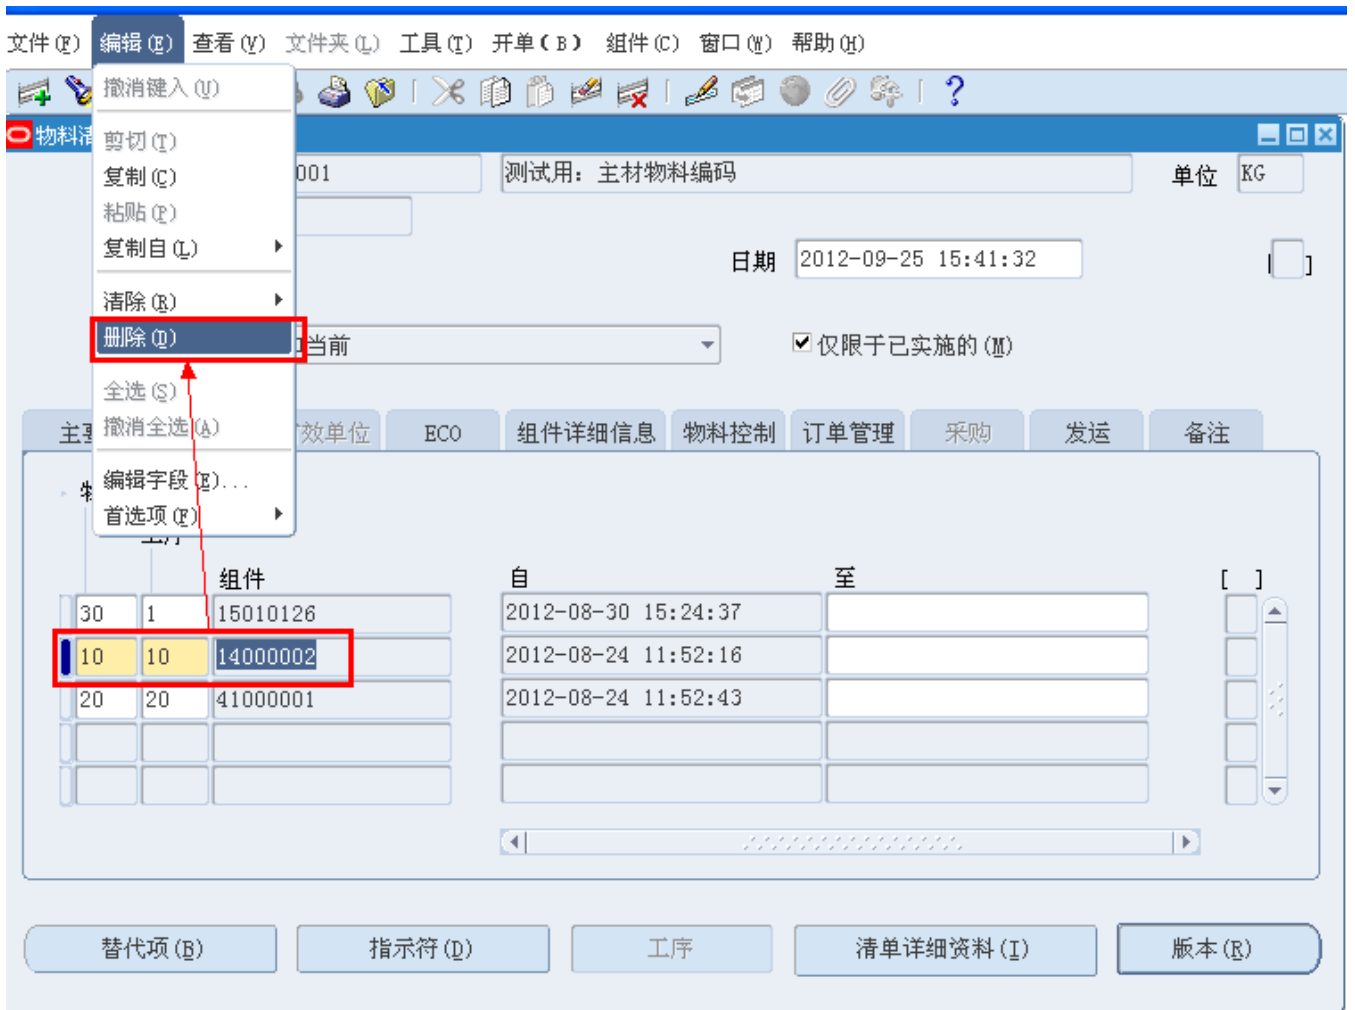 文件(F) 编辑(E) 查看(V) 文件夹(L) 工具(T) 开单(B) 组件(C) 窗口(W) 帮助(H)
撤消键入(U)
剪切(T)
复制(C)
粘贴(P)
复制自(L)
清除(R)
删除(D)
全选(S)
撤消全选(A)
编辑字段(E)...
首选项(F)
物料清
001 测试用: 主材物料编码 单位 KG
日期 2012-09-25 15:41:32 [ ]
当前 仅限于已实施的(M)
主要 效单位 ECO 组件详细信息 物料控制 订单管理 采购 发运 备注
组件 自 至 [ ]
30 1 15010126 2012-08-30 15:24:37
10 10 14000002 2012-08-24 11:52:16
20 20 41000001 2012-08-24 11:52:43
替代项(B) 指示符(D) 工序 清单详细资料(I) 版本(R)